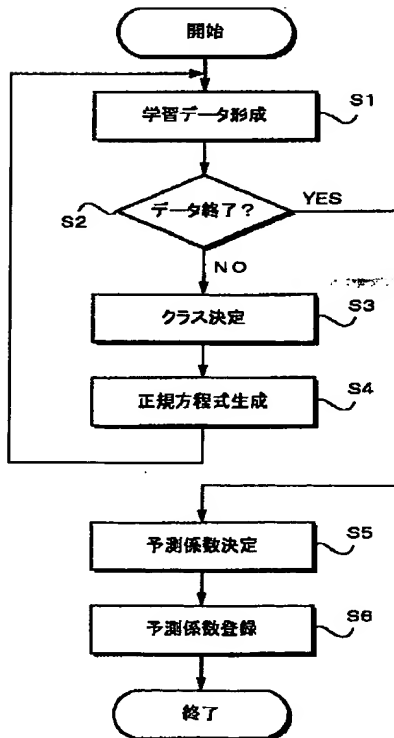 開始
学習データ形成
S1
データ終了?
S2
YES
NO
クラス決定
S3
正規方程式生成
S4
予測係数決定
S5
予測係数登録
S6
終了